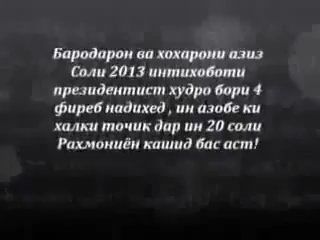 Бародарон ва хохарони азиз
Соли 2013 интихоботи
президентист худро бори 4
фиреб надихед , ин азобе ки
халки точик дар ин 20 соли
Рахмониён кашид бас аст!